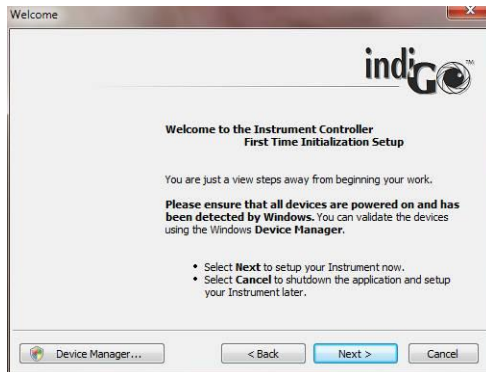 Welcome
indiGo™
Welcome to the Instrument Controller
First Time Initialization Setup
You are just a view steps away from beginning your work.
Please ensure that all devices are powered on and has
been detected by Windows. You can validate the devices
using the Windows Device Manager.
• Select Next to setup your Instrument now.
• Select Cancel to shutdown the application and setup
your Instrument later.
Device Manager...
< Back
Next >
Cancel